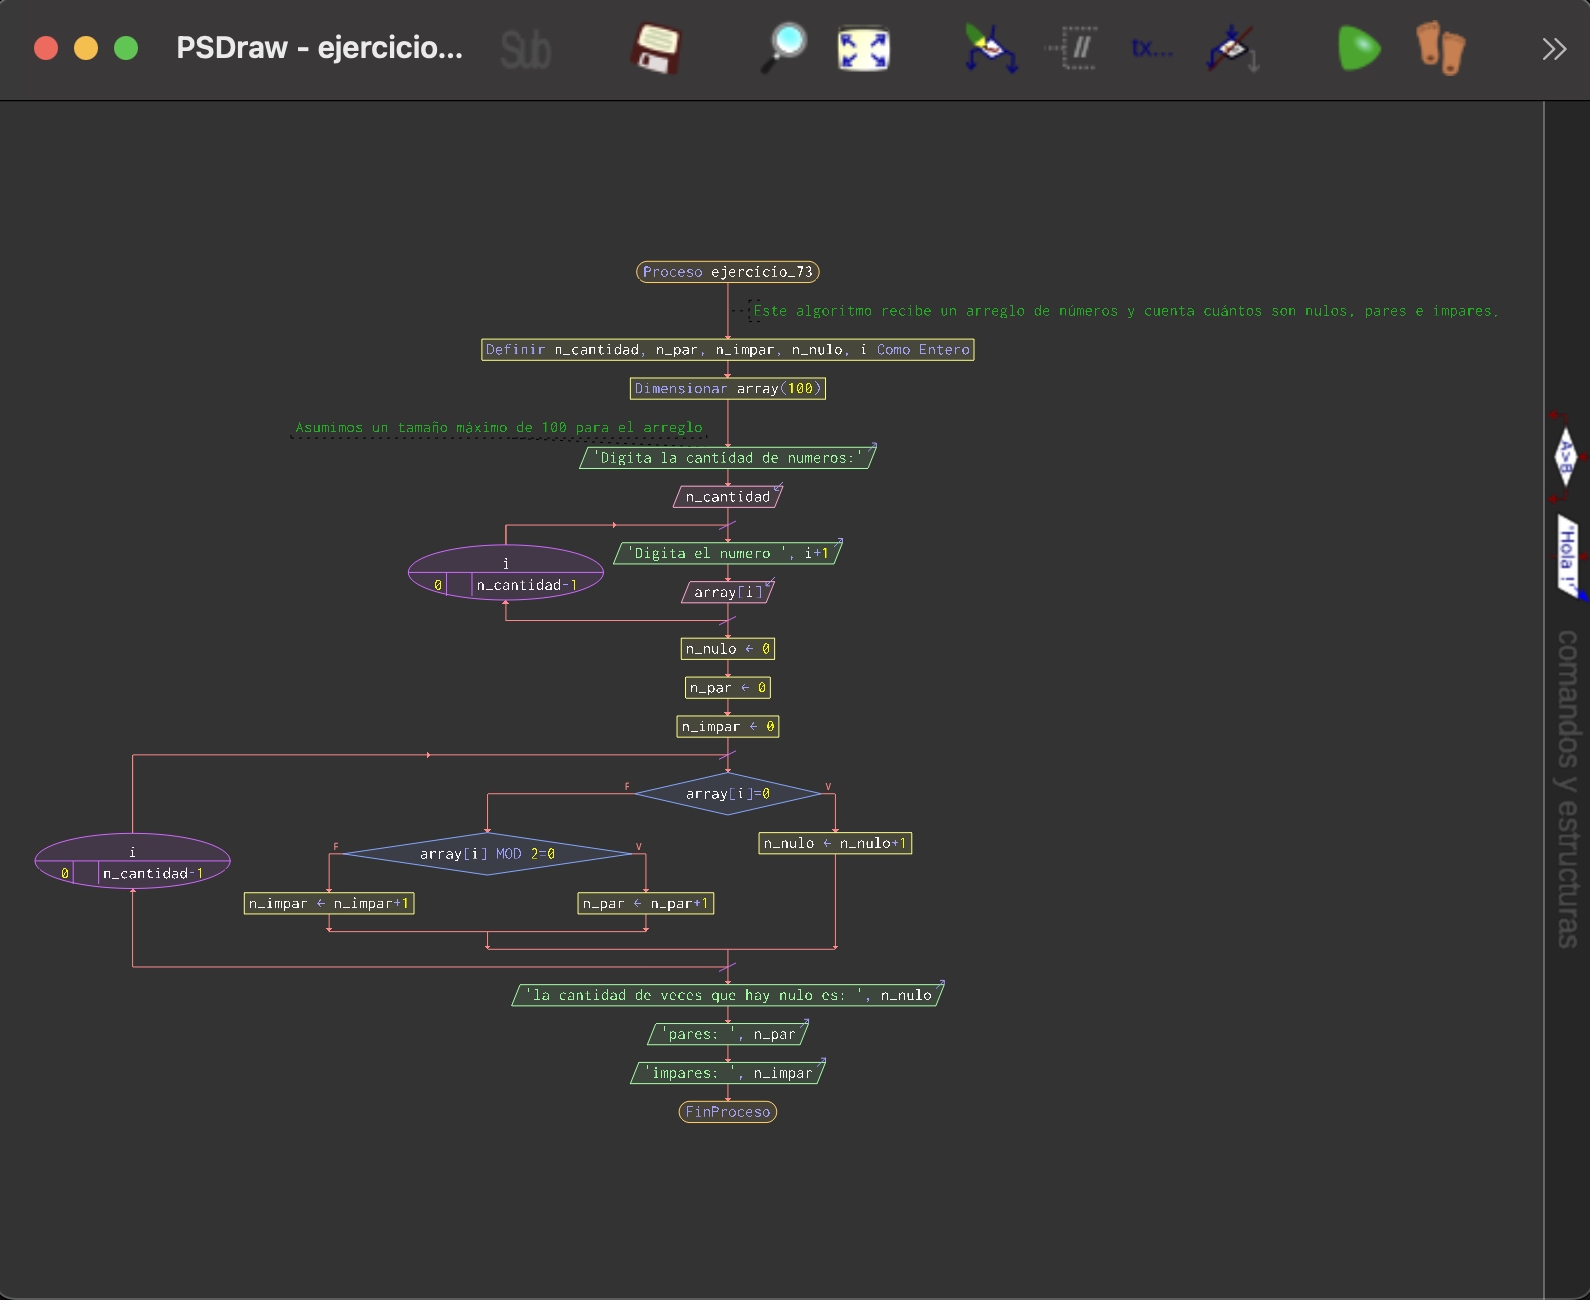 PSDraw - ejercicio...
Sub
//
tx...
Proceso ejercicio_73
Este algoritmo recibe un arreglo de números y cuenta cuántos son nulos, pares e impares.
Definir n_cantidad, n_par, n_impar, n_nulo, i Como Entero
Dimensionar array(100)
Asumimos un tamaño máximo de 100 para el arreglo
'Digita la cantidad de numeros:'
n_cantidad
i
0 n_cantidad-1
'Digita el numero ', i+1
array[i]
n_nulo ← 0
n_par ← 0
n_impar ← 0
i
0 n_cantidad-1
F array[i]=0 V
F array[i] MOD 2=0 V
n_nulo ← n_nulo+1
n_impar ← n_impar+1
n_par ← n_par+1
'la cantidad de veces que hay nulo es: ', n_nulo
'pares: ', n_par
'impares: ', n_impar
FinProceso
A>B
"Hola !"
comandos y estructuras